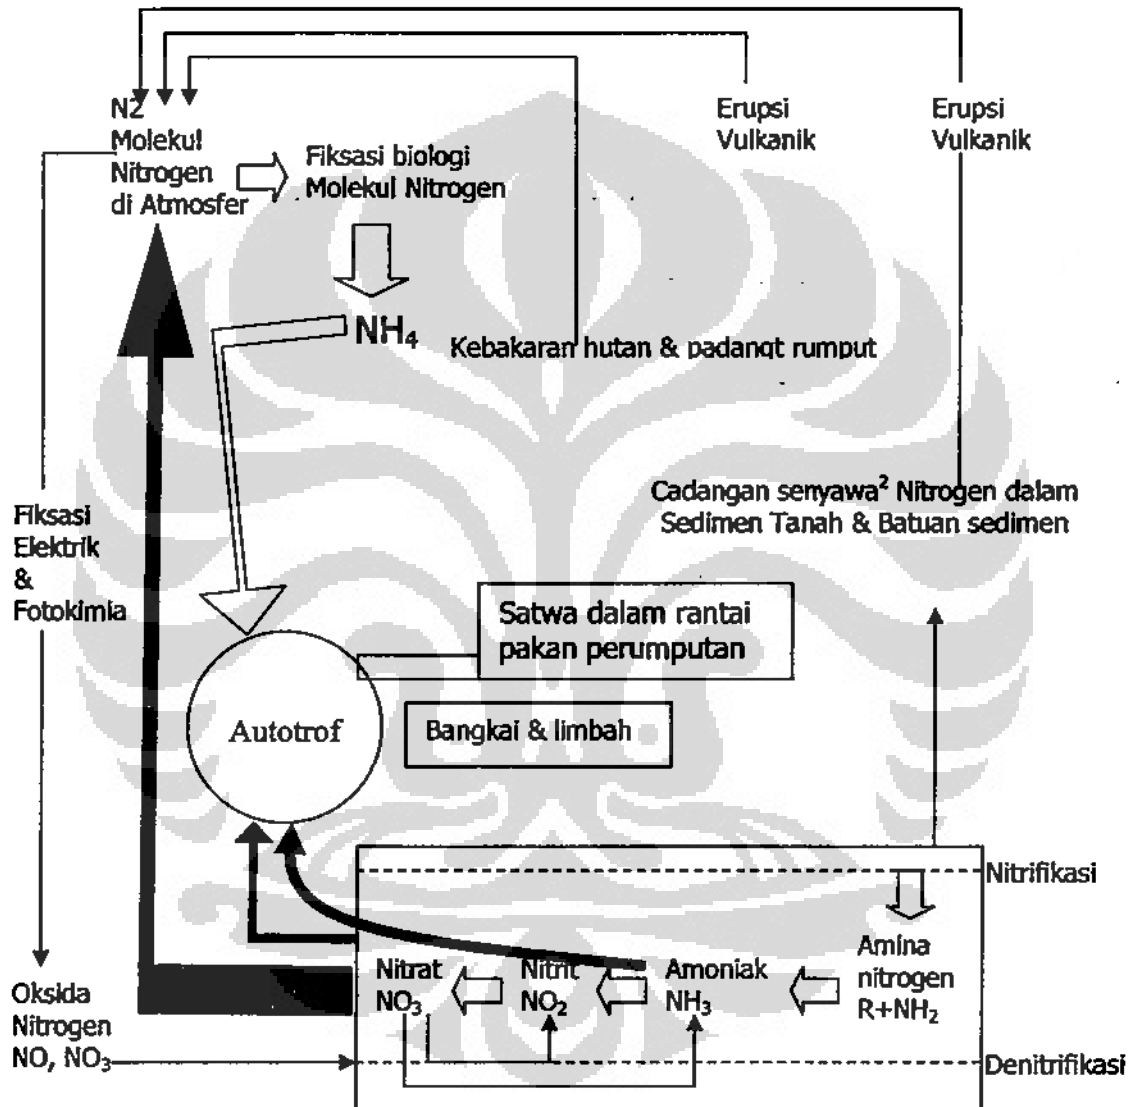 N2
Molekul
Nitrogen
di Atmosfer
Fiksasi biologi
Molekul Nitrogen
Erupsi
Vulkanik
Erupsi
Vulkanik
NH4
Kebakaran hutan & padangt rumput
Cadangan senyawa² Nitrogen dalam
Sedimen Tanah & Batuan sedimen
Fiksasi
Elektrik
&
Fotokimia
Satwa dalam rantai
pakan perumputan
Autotrof
Bangkai & limbah
Nitrifikasi
Amina
nitrogen
R+NH2
Amoniak
NH3
Nitrit
NO2
Nitrat
NO3
Oksida
Nitrogen
NO, NO3
Denitrifikasi